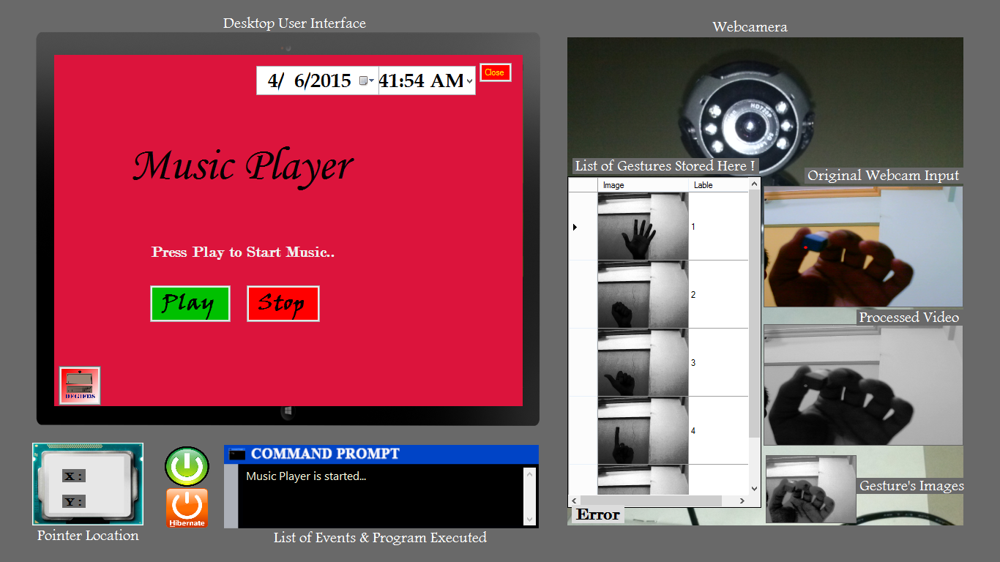 Desktop User Interface
4/ 6/2015
41:54 AM
Close
Music Player
Press Play to Start Music..
Play
Stop
X :
Y :
Pointer Location
Hibernate
COMMAND PROMPT
Music Player is started...
List of Events & Program Executed
Webcamera
HD720P
List of Gestures Stored Here !
Image
Lable
1
2
3
4
Error
Original Webcam Input
Processed Video
Gesture's Images